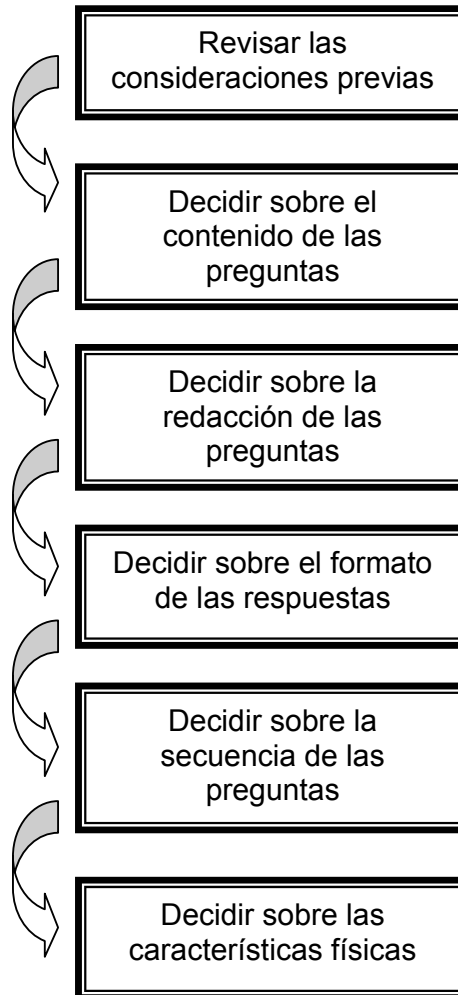 Revisar las
consideraciones previas
Decidir sobre el
contenido de las
preguntas
Decidir sobre la
redacción de las
preguntas
Decidir sobre el formato
de las respuestas
Decidir sobre la
secuencia de las
preguntas
Decidir sobre las
características físicas